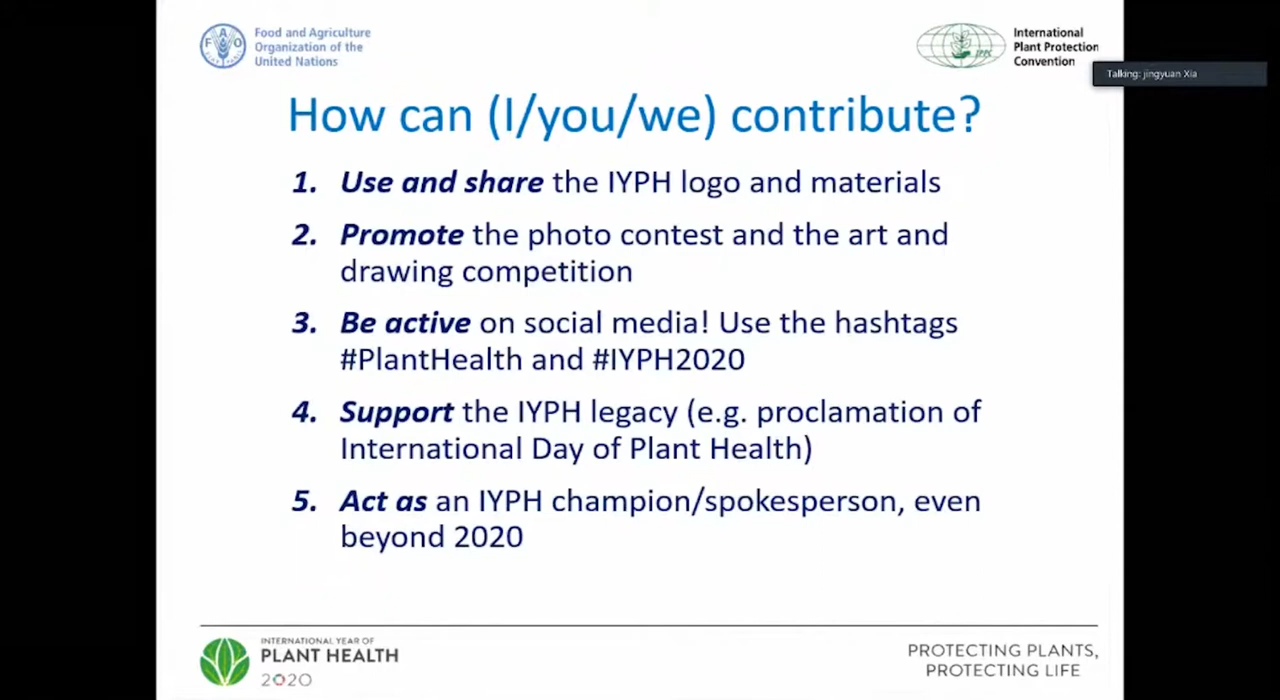 Food and Agriculture
Organization of the
United Nations
FAO
IPPC
International
Plant Protection
Convention
Talking: jingyuan Xia
How can (I/you/we) contribute?
1. Use and share the IYPH logo and materials
2. Promote the photo contest and the art and
drawing competition
3. Be active on social media! Use the hashtags
#PlantHealth and #IYPH2020
4. Support the IYPH legacy (e.g. proclamation of
International Day of Plant Health)
5. Act as an IYPH champion/spokesperson, even
beyond 2020
INTERNATIONAL YEAR OF
PLANT HEALTH
2020
PROTECTING PLANTS,
PROTECTING LIFE